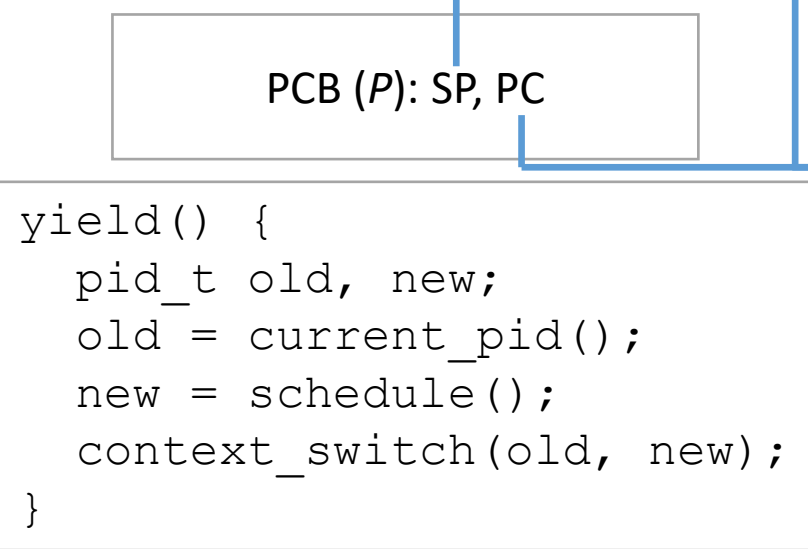 PCB (P): SP, PC
yield() {
  pid_t old, new;
  old = current_pid();
  new = schedule();
  context_switch(old, new);
}